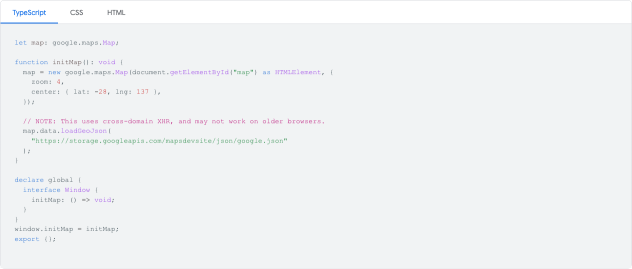 TypeScript CSS HTML
let map: google.maps.Map;
function initMap(): void {
map = new google.maps.Map(document.getElementById("map") as HTMLElement, {
zoom: 4,
center: { lat: -28, lng: 137 },
});
// NOTE: This uses cross-domain XHR, and may not work on older browsers.
map.data.loadGeoJson(
"https://storage.googleapis.com/mapsdevsite/json/google.json"
);
}
declare global {
interface Window {
initMap: () => void;
}
}
window.initMap = initMap;
export {};